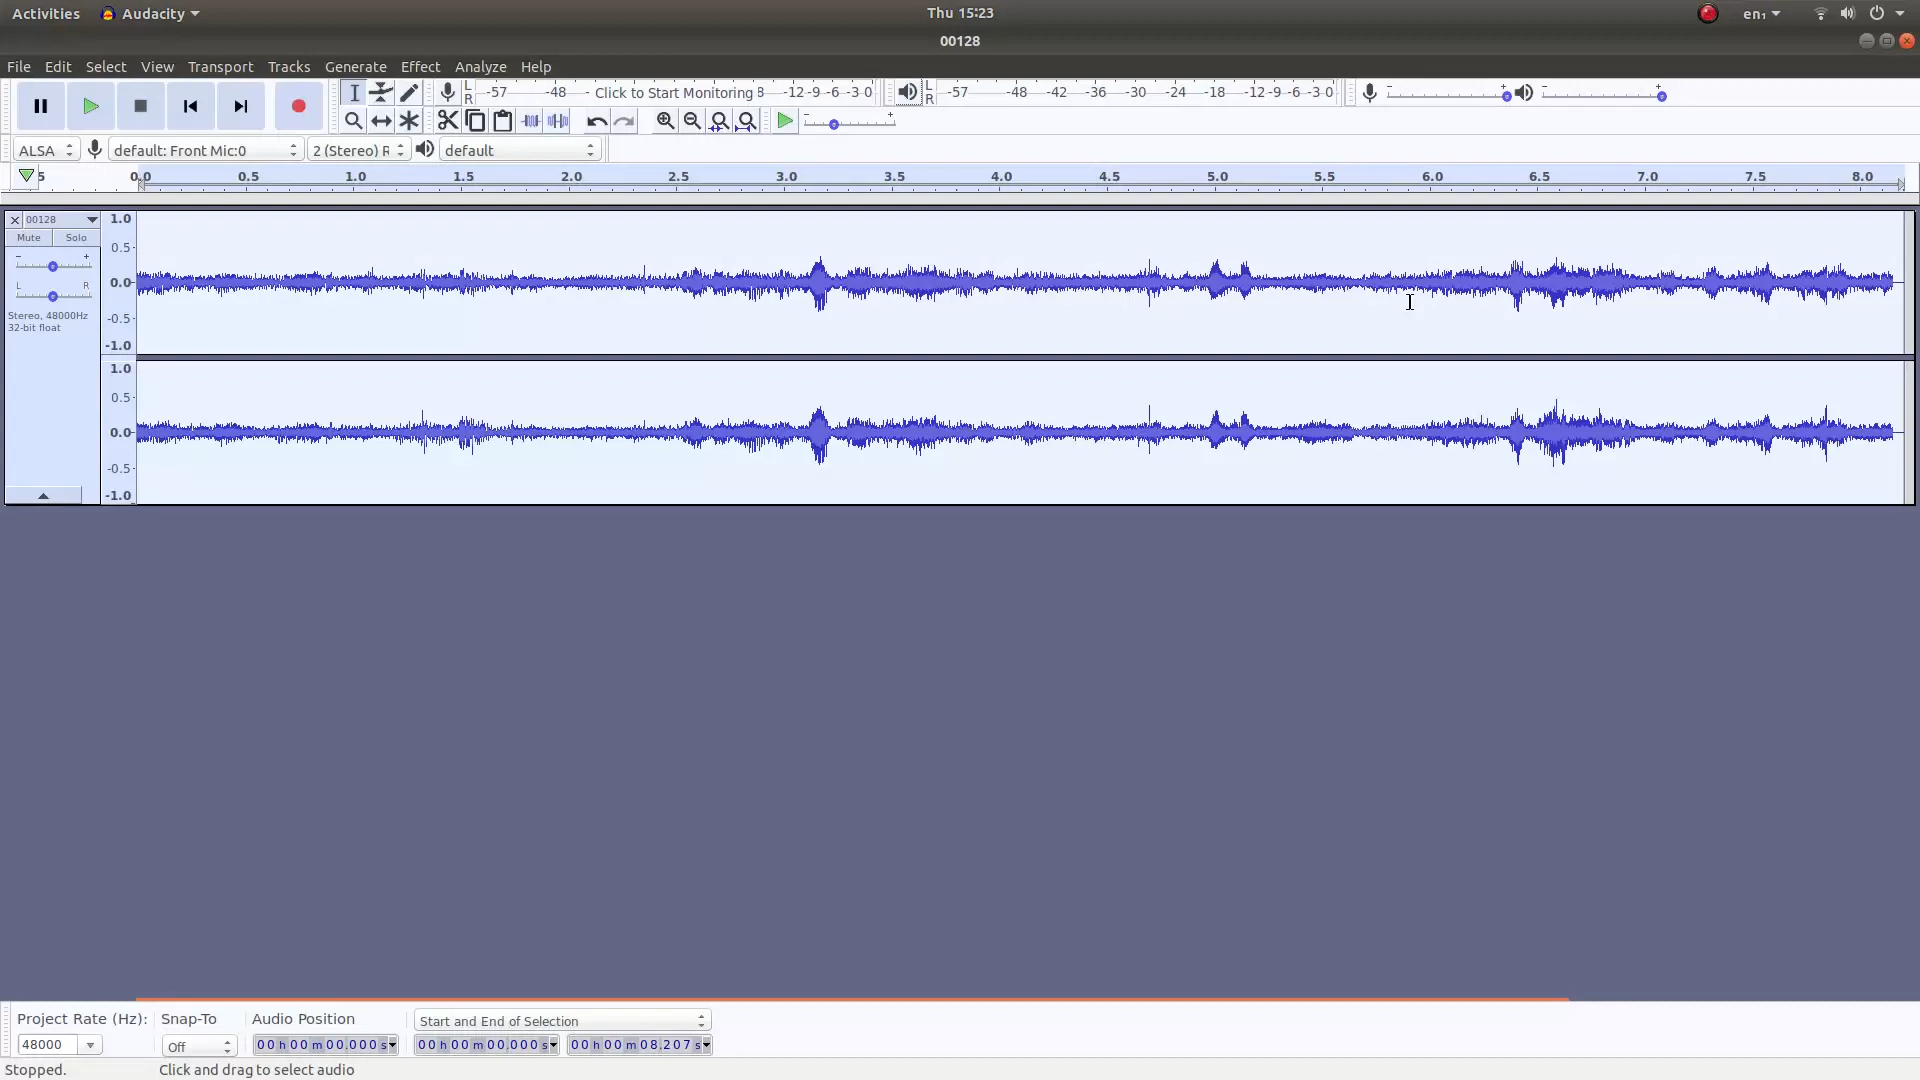 Activities Audacity Thu 15:23 en₁
00128
File Edit Select View Transport Tracks Generate Effect Analyze Help
L R -57 -48 - Click to Start Monitoring 8 -12 -9 -6 -3 0 L R -57 -48 -42 -36 -30 -24 -18 -12 -9 -6 -3 0 - + - +
- +
ALSA default: Front Mic:0 2 (Stereo) R default
5 0.0 0.5 1.0 1.5 2.0 2.5 3.0 3.5 4.0 4.5 5.0 5.5 6.0 6.5 7.0 7.5 8.0
00128 1.0
Mute Solo
0.5
- +
0.0
L R
-0.5
Stereo, 48000Hz
32-bit float
-1.0
1.0
0.5
0.0
-0.5
-1.0
Project Rate (Hz): Snap-To Audio Position Start and End of Selection
48000 Off 00 h 00 m 00.000 s 00 h 00 m 00.000 s 00 h 00 m 08.207 s
Stopped. Click and drag to select audio